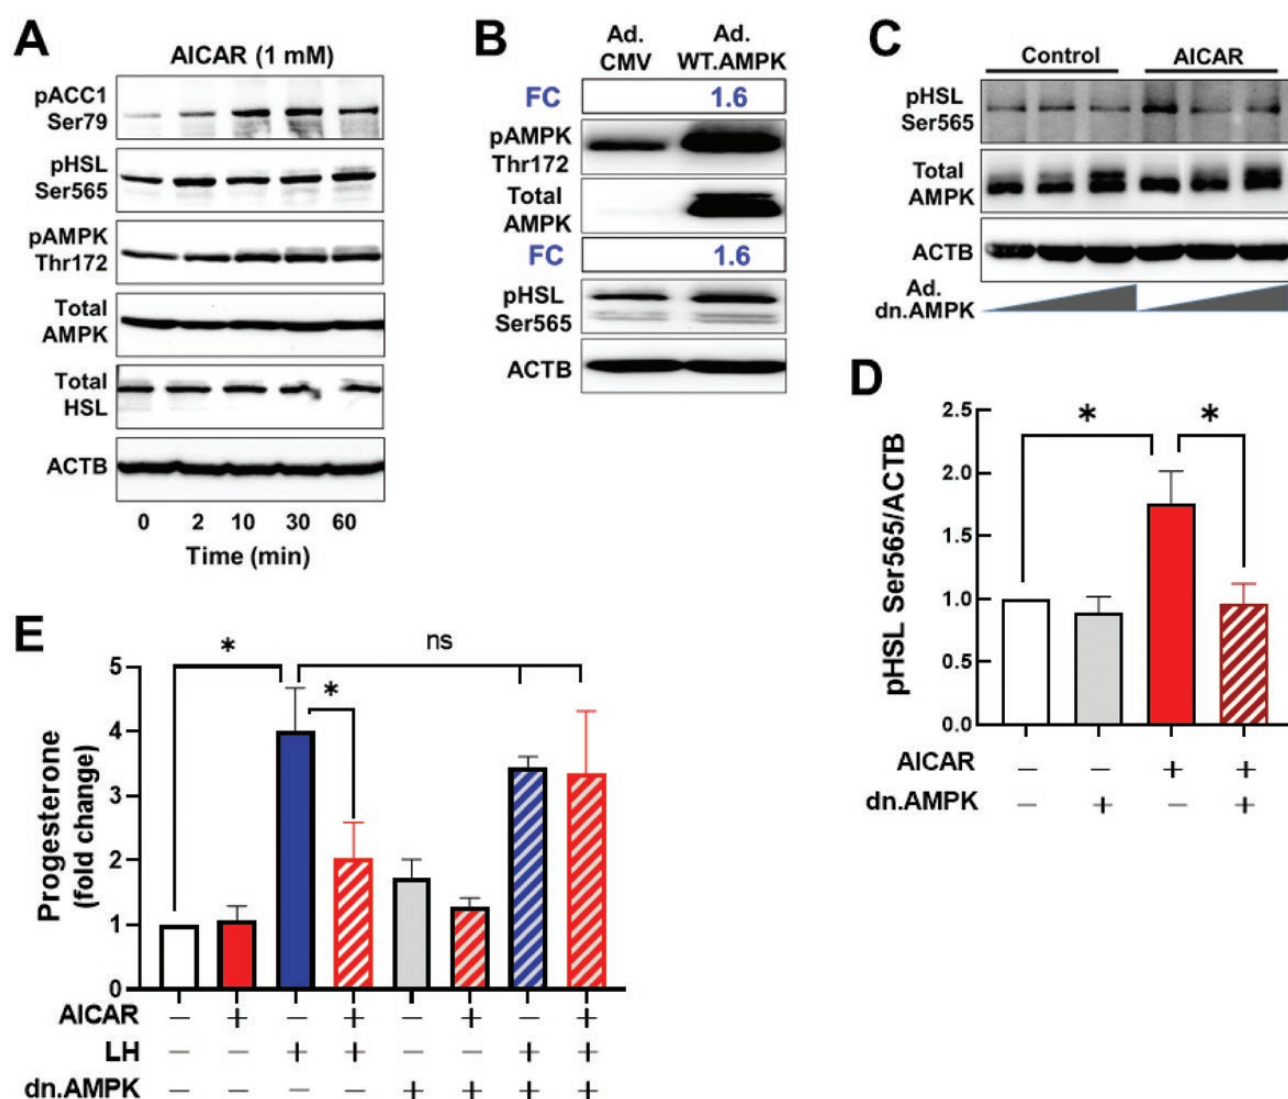 A
AICAR (1 mM)
pACC1
Ser79
pHSL
Ser565
pAMPK
Thr172
Total
AMPK
Total
HSL
ACTB
0 2 10 30 60
Time (min)
B
Ad. Ad.
CMV WT.AMPK
FC 1.6
pAMPK
Thr172
Total
AMPK
FC 1.6
pHSL
Ser565
ACTB
C
Control AICAR
pHSL
Ser565
Total
AMPK
ACTB
Ad.
dn.AMPK
D
pHSL Ser565/ACTB
2.5
2.0
1.5
1.0
0.5
0.0
* *
AICAR – – + +
dn.AMPK – + – +
E
Progesterone
(fold change)
5
4
3
2
1
0
* ns
*
AICAR – + – + – + – +
LH – – + + – – + +
dn.AMPK – – – – + + + +